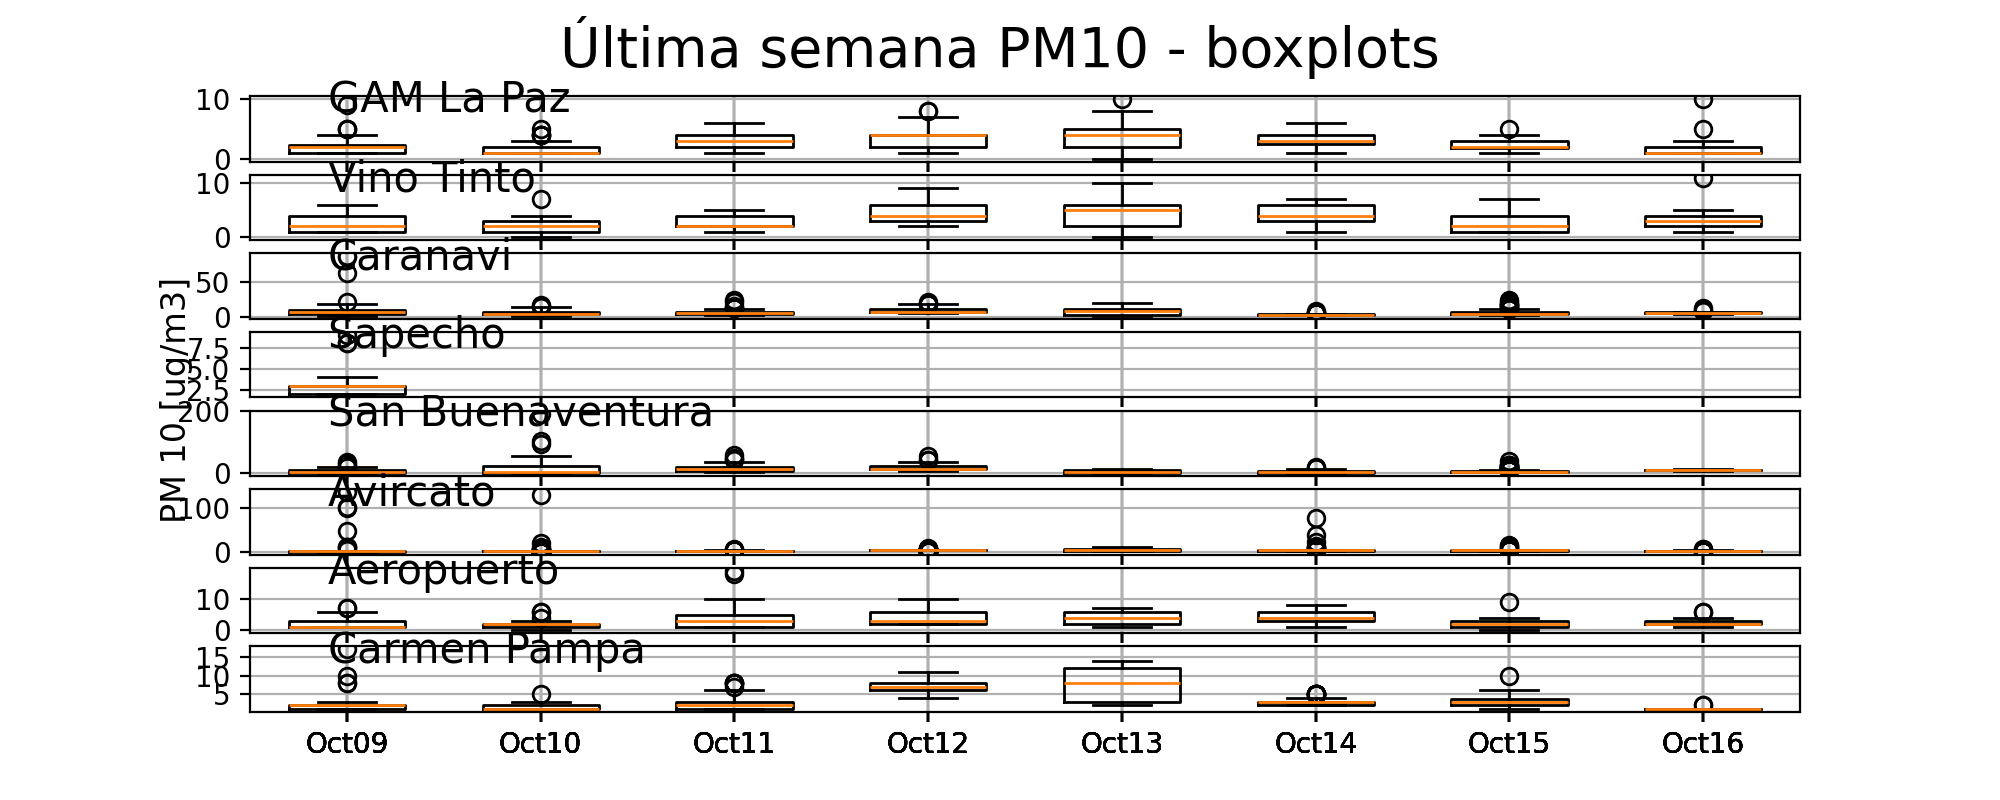 Última semana PM10 - boxplots
GAM La Paz
10
0
Vino Tinto
10
0
Caranavi
50
0
Sapecho
7.5
5.0
2.5
San Buenaventura
200
0
Avircato
100
0
Aeropuerto
10
0
Carmen Pampa
15
10
5
PM 10 [ug/m3]
Oct09 Oct10 Oct11 Oct12 Oct13 Oct14 Oct15 Oct16